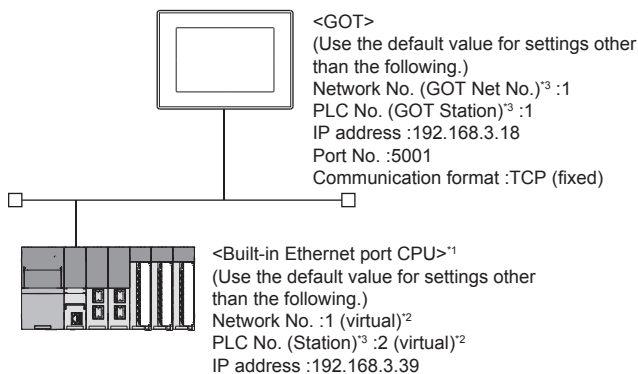 <GOT>
(Use the default value for settings other
than the following.)
Network No. (GOT Net No.)*3 :1
PLC No. (GOT Station)*3 :1
IP address :192.168.3.18
Port No. :5001
Communication format :TCP (fixed)
<Built-in Ethernet port CPU>*1
(Use the default value for settings other
than the following.)
Network No. :1 (virtual)*2
PLC No. (Station)*3 :2 (virtual)*2
IP address :192.168.3.39